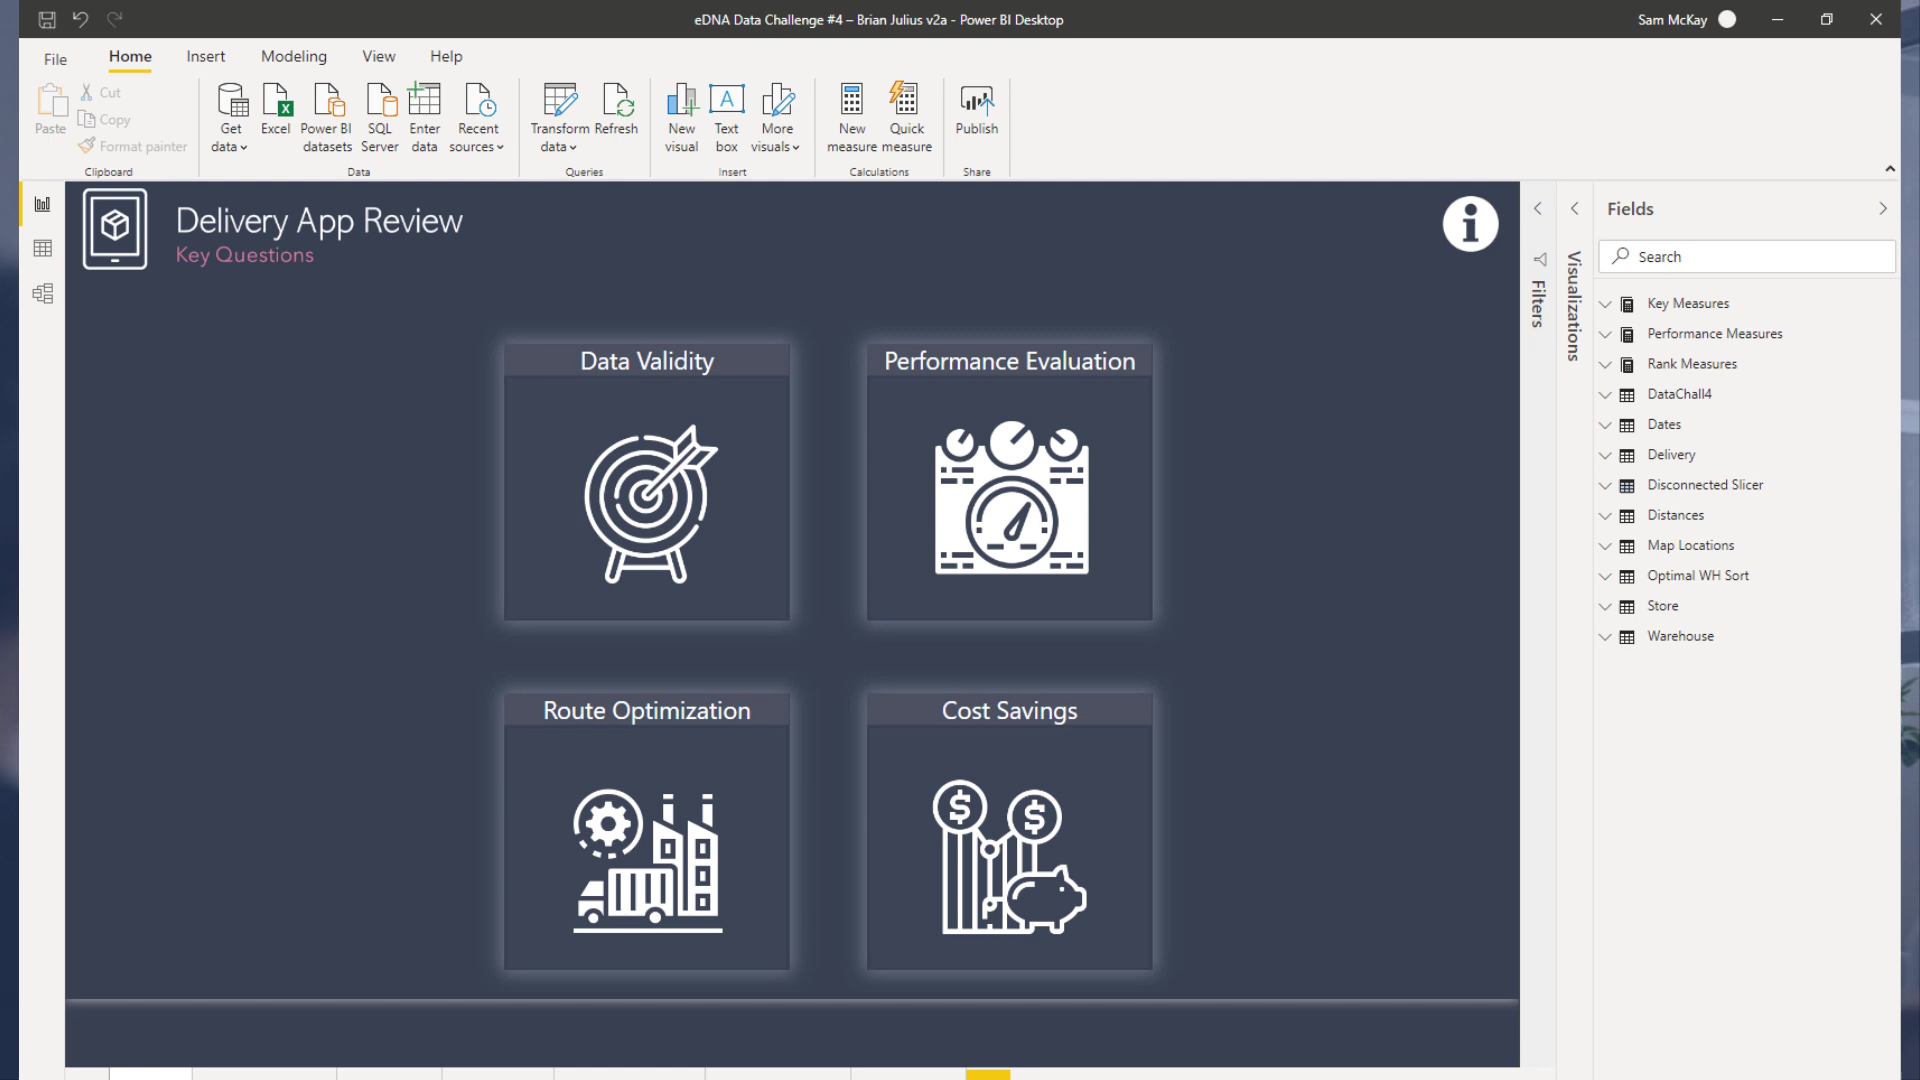 eDNA Data Challenge #4 – Brian Julius v2a - Power BI Desktop
Sam McKay
File
Home
Insert
Modeling
View
Help
Paste
Cut
Copy
Format painter
Clipboard
Get data
Excel
Power BI datasets
SQL Server
Enter data
Recent sources
Data
Transform data
Refresh
Queries
New visual
A
Text box
More visuals
Insert
New measure
Quick measure
Calculations
Publish
Share
Delivery App Review
Key Questions
i
Data Validity
Performance Evaluation
Route Optimization
Cost Savings
$ $
Filters
Visualizations
Fields
Search
Key Measures
Performance Measures
Rank Measures
DataChall4
Dates
Delivery
Disconnected Slicer
Distances
Map Locations
Optimal WH Sort
Store
Warehouse